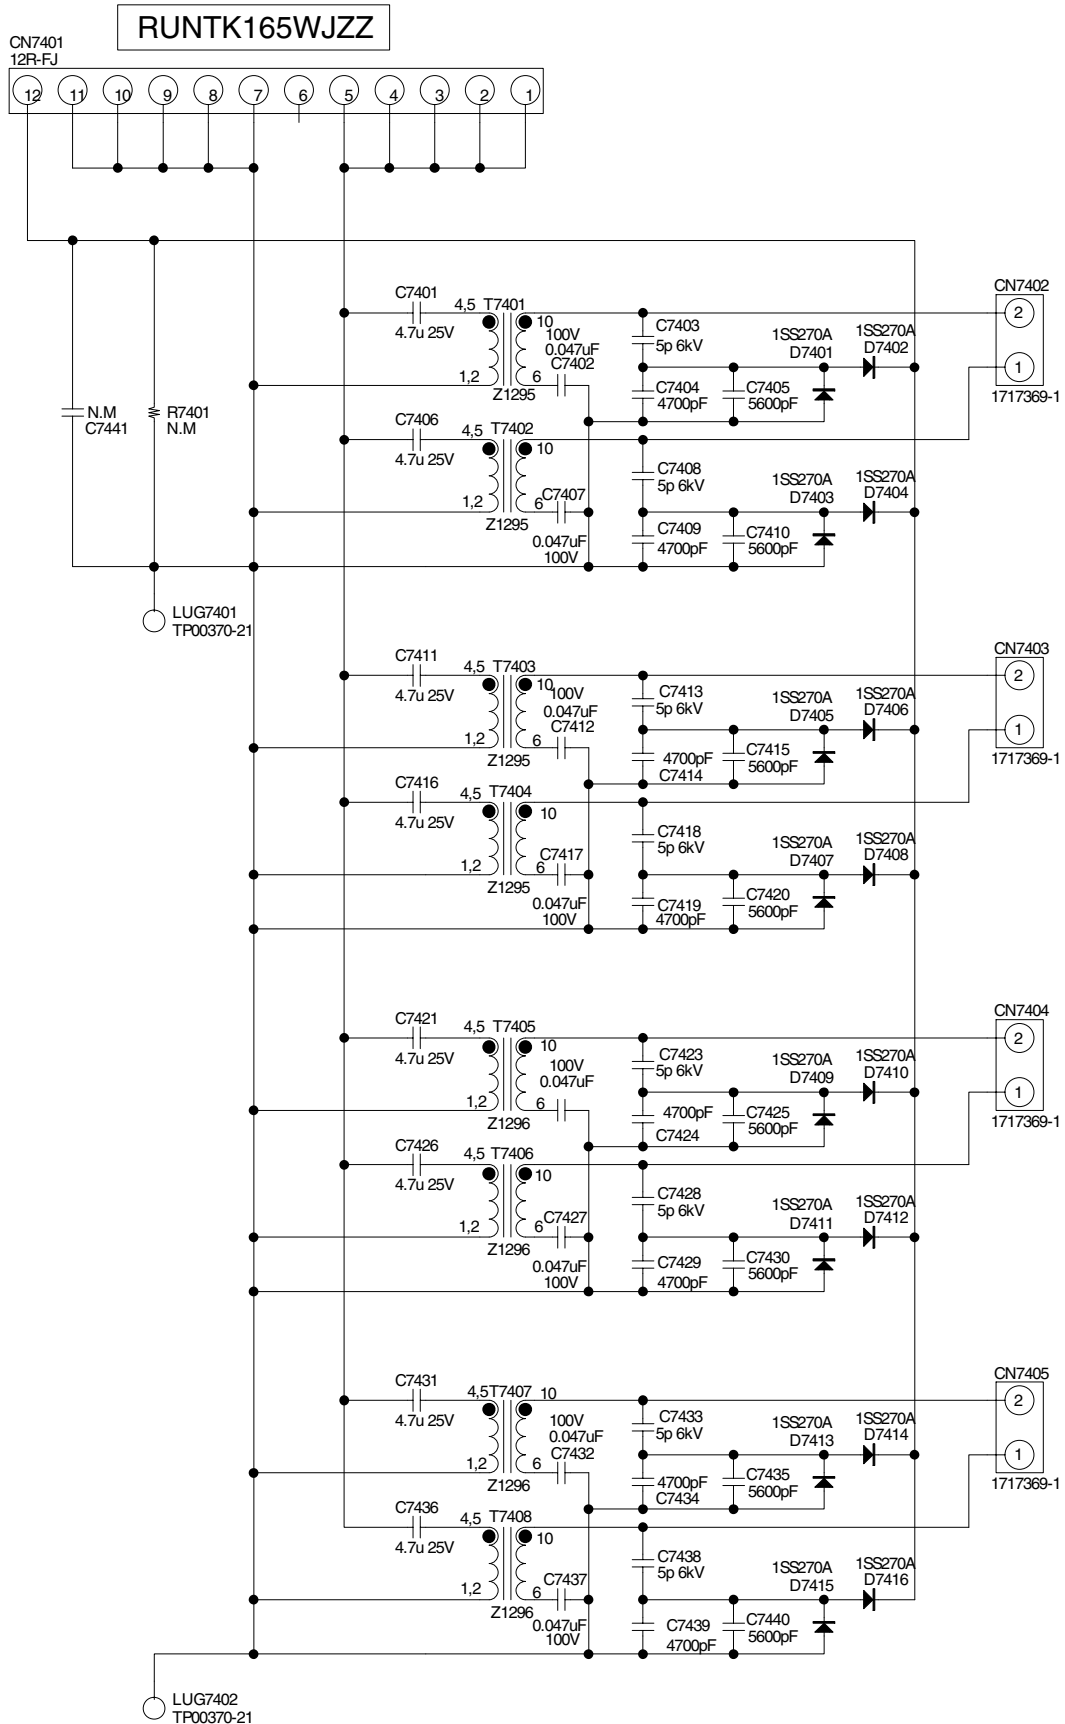 RUNTK165WJZZ
CN7401
12R-FJ
12 11 10 9 8 7 6 5 4 3 2 1
C7401
4.7u 25V
4,5 T7401
10
100V
0.047uF
C7402
1,2
6
Z1295
C7403
5p 6kV
C7404
4700pF
C7405
5600pF
1SS270A
D7401
1SS270A
D7402
CN7402
2
1
1717369-1
N.M
C7441
R7401
N.M
C7406
4.7u 25V
4,5 T7402
10
1,2
6
C7407
Z1295
0.047uF
100V
C7408
5p 6kV
C7409
4700pF
C7410
5600pF
1SS270A
D7403
1SS270A
D7404
LUG7401
TP00370-21
C7411
4.7u 25V
4,5 T7403
10
100V
0.047uF
C7412
1,2
6
Z1295
C7413
5p 6kV
4700pF
C7414
C7415
5600pF
1SS270A
D7405
1SS270A
D7406
CN7403
2
1
1717369-1
C7416
4.7u 25V
4,5 T7404
10
1,2
6
C7417
Z1295
0.047uF
100V
C7418
5p 6kV
C7419
4700pF
C7420
5600pF
1SS270A
D7407
1SS270A
D7408
C7421
4.7u 25V
4,5 T7405
10
100V
0.047uF
1,2
6
Z1296
C7423
5p 6kV
4700pF
C7424
C7425
5600pF
1SS270A
D7409
1SS270A
D7410
CN7404
2
1
1717369-1
C7426
4.7u 25V
4,5 T7406
10
1,2
6
C7427
Z1296
0.047uF
100V
C7428
5p 6kV
C7429
4700pF
C7430
5600pF
1SS270A
D7411
1SS270A
D7412
C7431
4.7u 25V
4,5 T7407
10
100V
0.047uF
C7432
1,2
6
Z1296
C7433
5p 6kV
4700pF
C7434
C7435
5600pF
1SS270A
D7413
1SS270A
D7414
CN7405
2
1
1717369-1
C7436
4.7u 25V
4,5 T7408
10
1,2
6
C7437
Z1296
0.047uF
100V
C7438
5p 6kV
C7439
4700pF
C7440
5600pF
1SS270A
D7415
1SS270A
D7416
LUG7402
TP00370-21